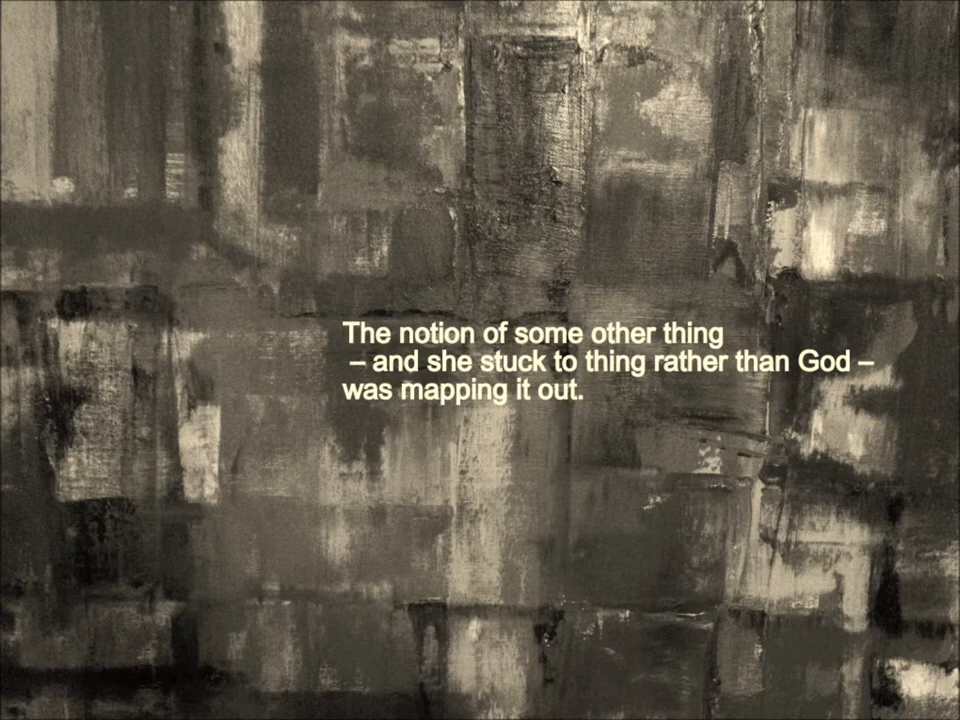 The notion of some other thing
– and she stuck to thing rather than God –
was mapping it out.